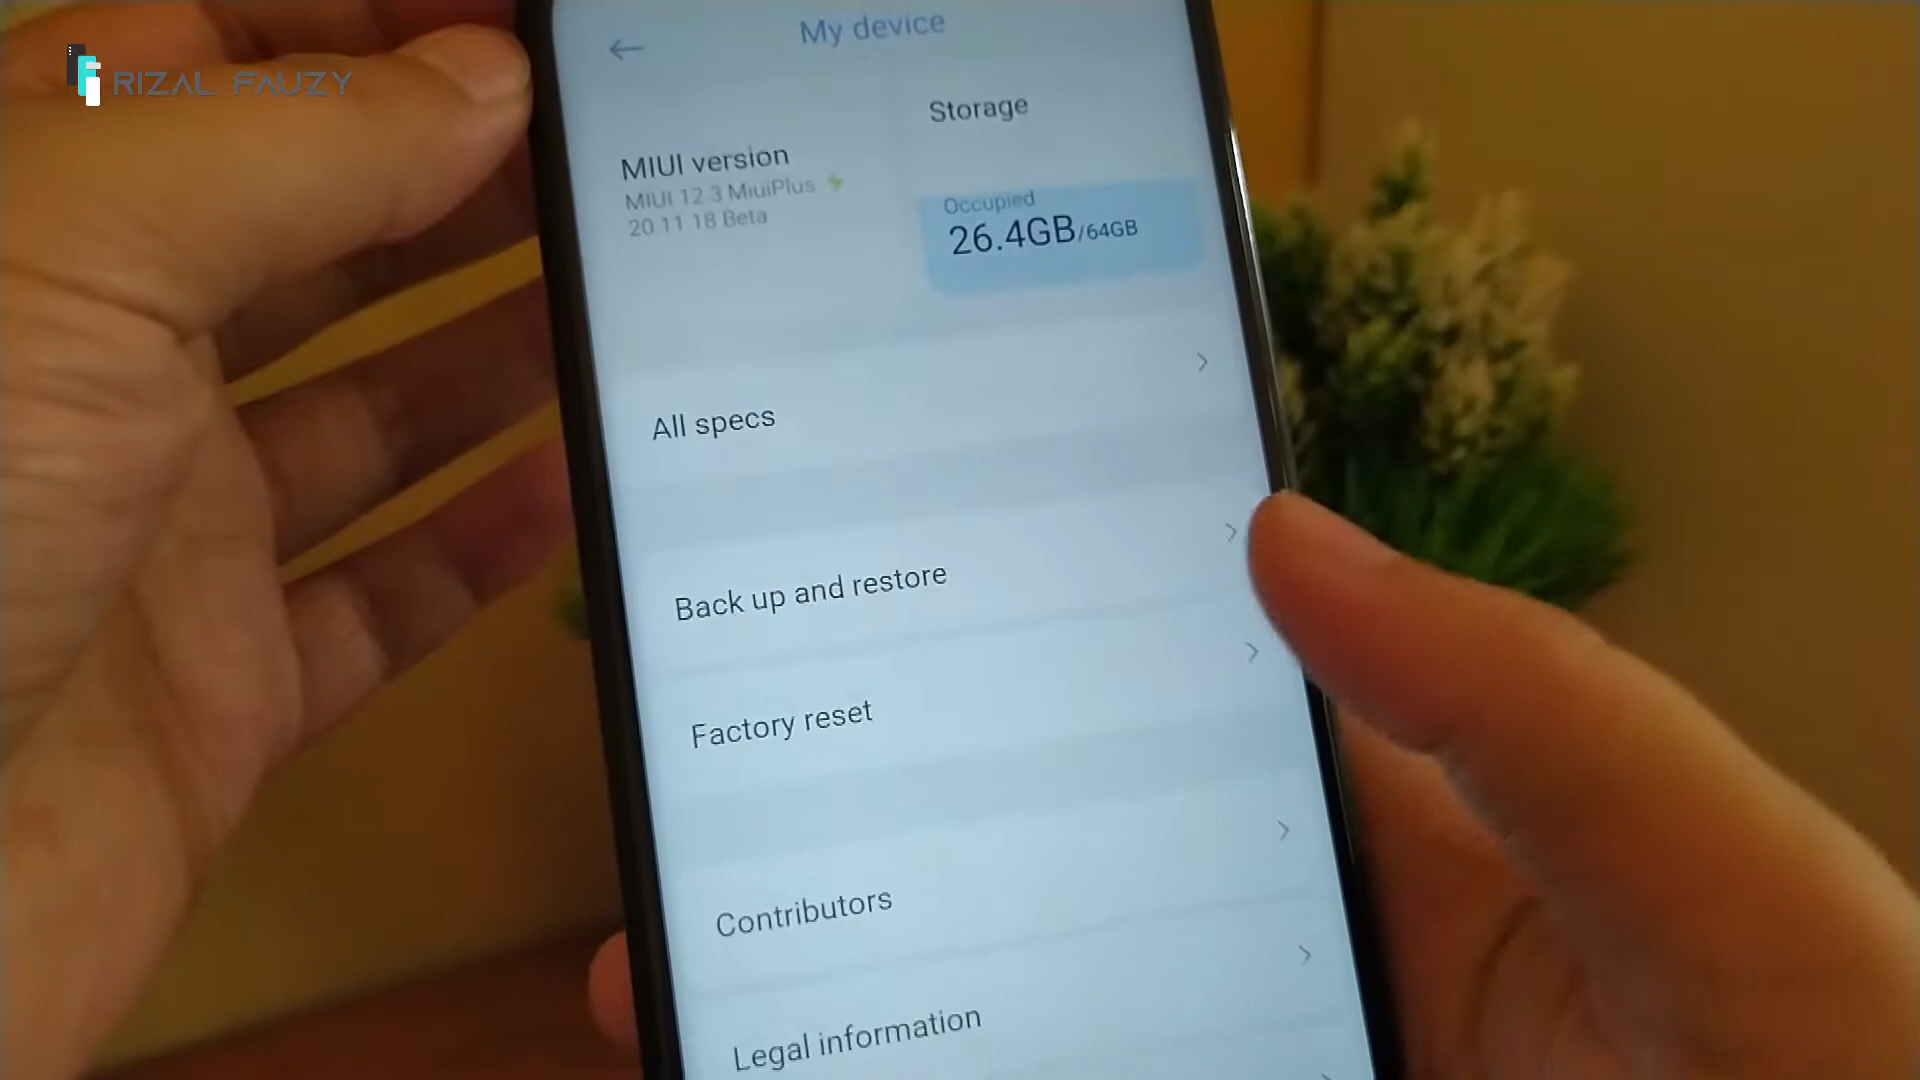 RIZAL FAUZY
My device
Storage
MIUI version
MIUI 12.3 MiuiPlus
20 11 18 Beta
Occupied
26.4GB/64GB
All specs
Back up and restore
Factory reset
Contributors
Legal information